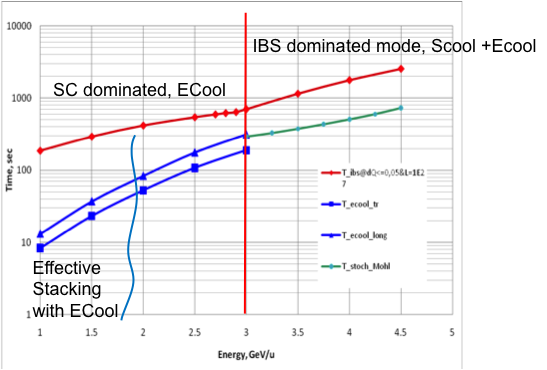 10000
IBS dominated mode, Scool +Ecool
SC dominated, ECool
1000
T_ibs@dQ<=0,05&L=1E2
7
Time, sec
100
T_ecool_tr
T_ecool_long
10
Effective
Stacking
with ECool
T_stoch_Mohl
1
1 1.5 2 2.5 3 3.5 4 4.5 5
Energy, GeV/u